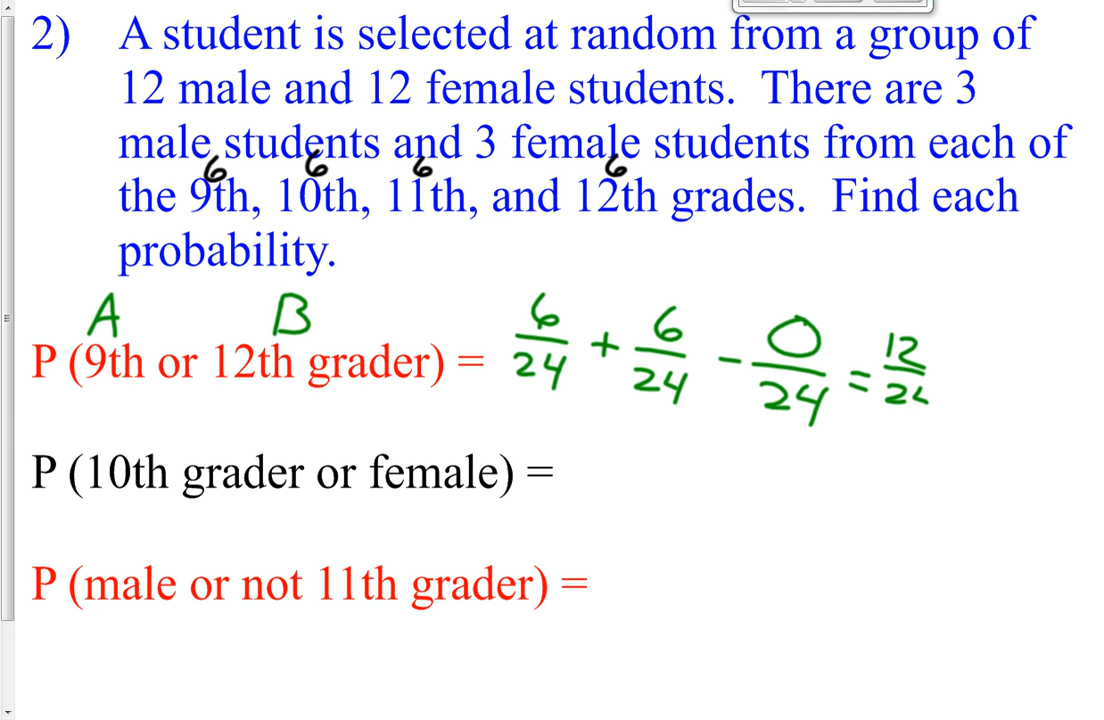 2) A student is selected at random from a group of
12 male and 12 female students. There are 3
male students and 3 female students from each of
6 6 6 6
the 9th, 10th, 11th, and 12th grades. Find each
probability.
A B
P (9th or 12th grader) = 6/24 + 6/24 - 0/24 = 12/24
P (10th grader or female) =
P (male or not 11th grader) =